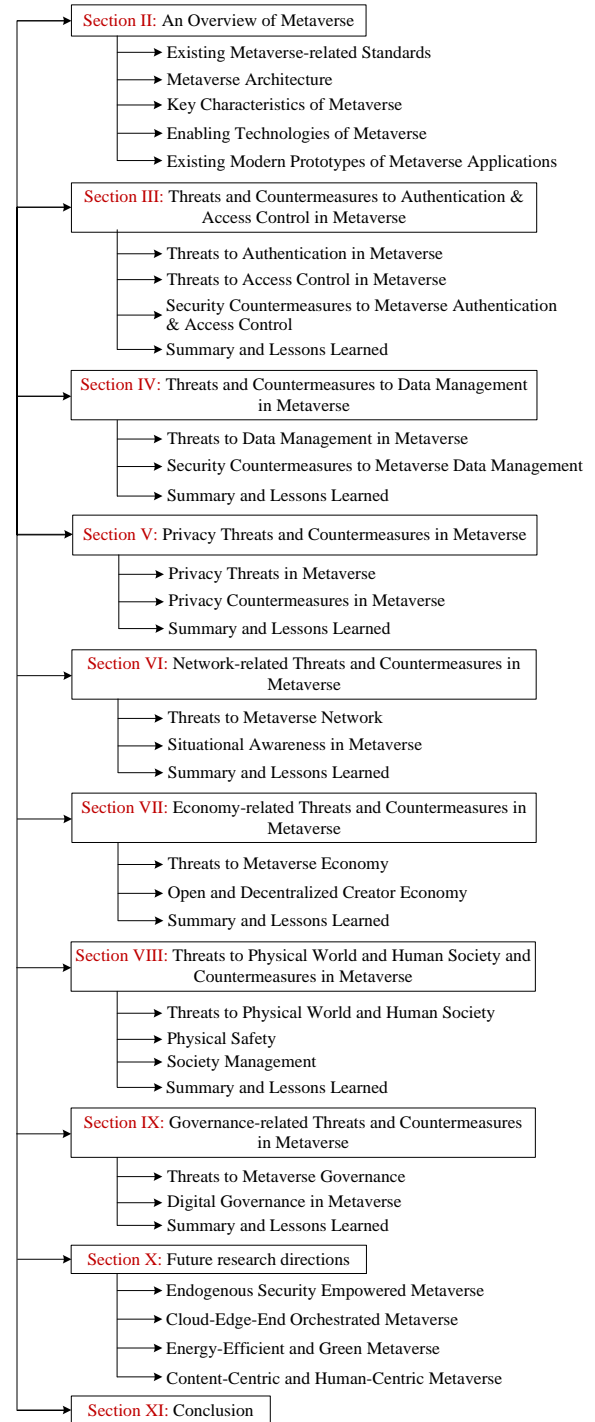 Section II: An Overview of Metaverse
Existing Metaverse-related Standards
Metaverse Architecture
Key Characteristics of Metaverse
Enabling Technologies of Metaverse
Existing Modern Prototypes of Metaverse Applications
Section III: Threats and Countermeasures to Authentication &
Access Control in Metaverse
Threats to Authentication in Metaverse
Threats to Access Control in Metaverse
Security Countermeasures to Metaverse Authentication
& Access Control
Summary and Lessons Learned
Section IV: Threats and Countermeasures to Data Management
in Metaverse
Threats to Data Management in Metaverse
Security Countermeasures to Metaverse Data Management
Summary and Lessons Learned
Section V: Privacy Threats and Countermeasures in Metaverse
Privacy Threats in Metaverse
Privacy Countermeasures in Metaverse
Summary and Lessons Learned
Section VI: Network-related Threats and Countermeasures in
Metaverse
Threats to Metaverse Network
Situational Awareness in Metaverse
Summary and Lessons Learned
Section VII: Economy-related Threats and Countermeasures in
Metaverse
Threats to Metaverse Economy
Open and Decentralized Creator Economy
Summary and Lessons Learned
Section VIII: Threats to Physical World and Human Society and
Countermeasures in Metaverse
Threats to Physical World and Human Society
Physical Safety
Society Management
Summary and Lessons Learned
Section IX: Governance-related Threats and Countermeasures
in Metaverse
Threats to Metaverse Governance
Digital Governance in Metaverse
Summary and Lessons Learned
Section X: Future research directions
Endogenous Security Empowered Metaverse
Cloud-Edge-End Orchestrated Metaverse
Energy-Efficient and Green Metaverse
Content-Centric and Human-Centric Metaverse
Section XI: Conclusion